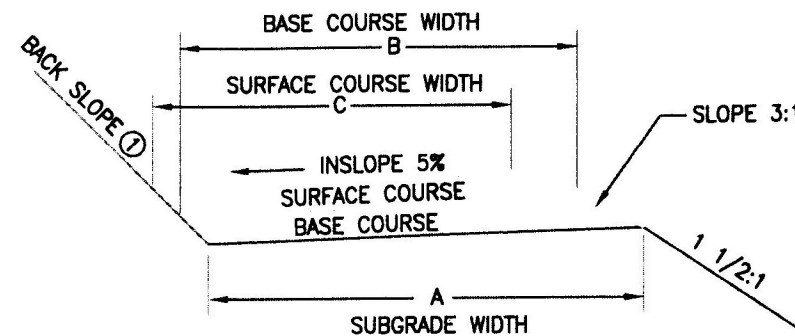 BASE COURSE WIDTH
B
BACK SLOPE ①
SURFACE COURSE WIDTH
C
SLOPE 3:1
INSLOPE 5%
SURFACE COURSE
BASE COURSE
1 1/2:1
A
SUBGRADE WIDTH